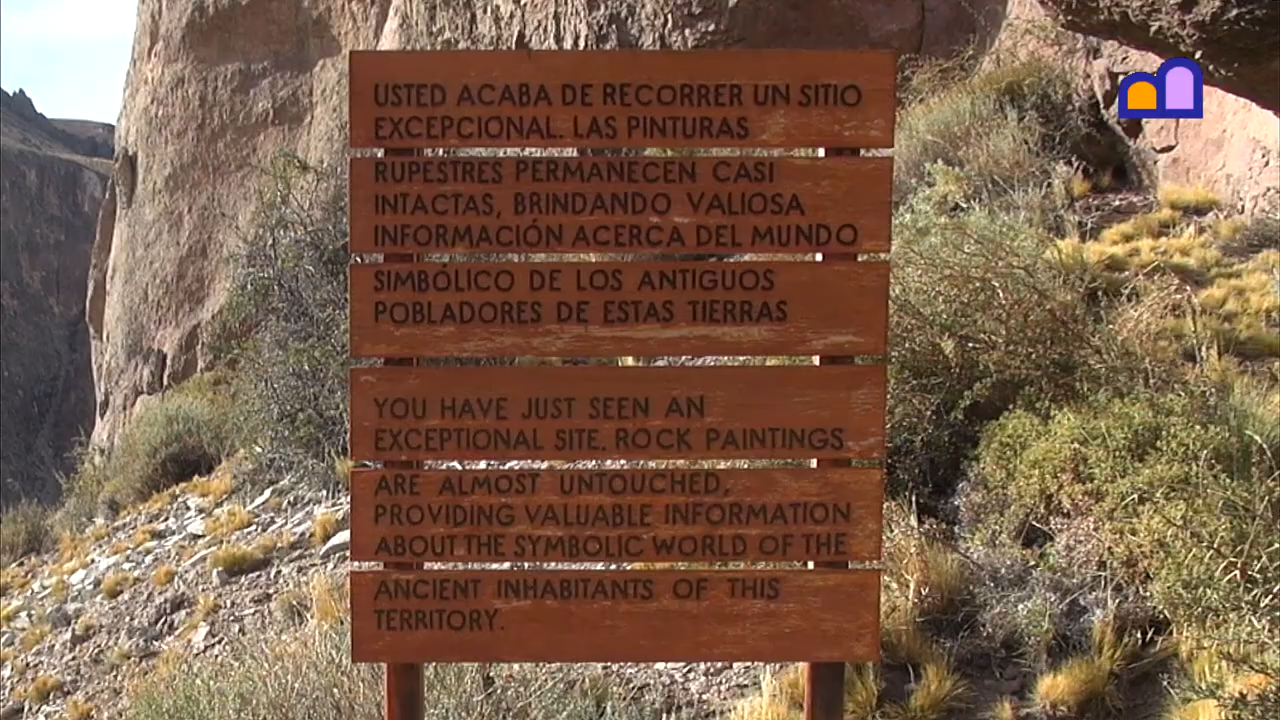 USTED ACABA DE RECORRER UN SITIO
EXCEPCIONAL. LAS PINTURAS
RUPESTRES PERMANECEN CASI
INTACTAS, BRINDANDO VALIOSA
INFORMACIÓN ACERCA DEL MUNDO
SIMBÓLICO DE LOS ANTIGUOS
POBLADORES DE ESTAS TIERRAS
YOU HAVE JUST SEEN AN
EXCEPTIONAL SITE. ROCK PAINTINGS
ARE ALMOST UNTOUCHED,
PROVIDING VALUABLE INFORMATION
ABOUT THE SYMBOLIC WORLD OF THE
ANCIENT INHABITANTS OF THIS
TERRITORY.